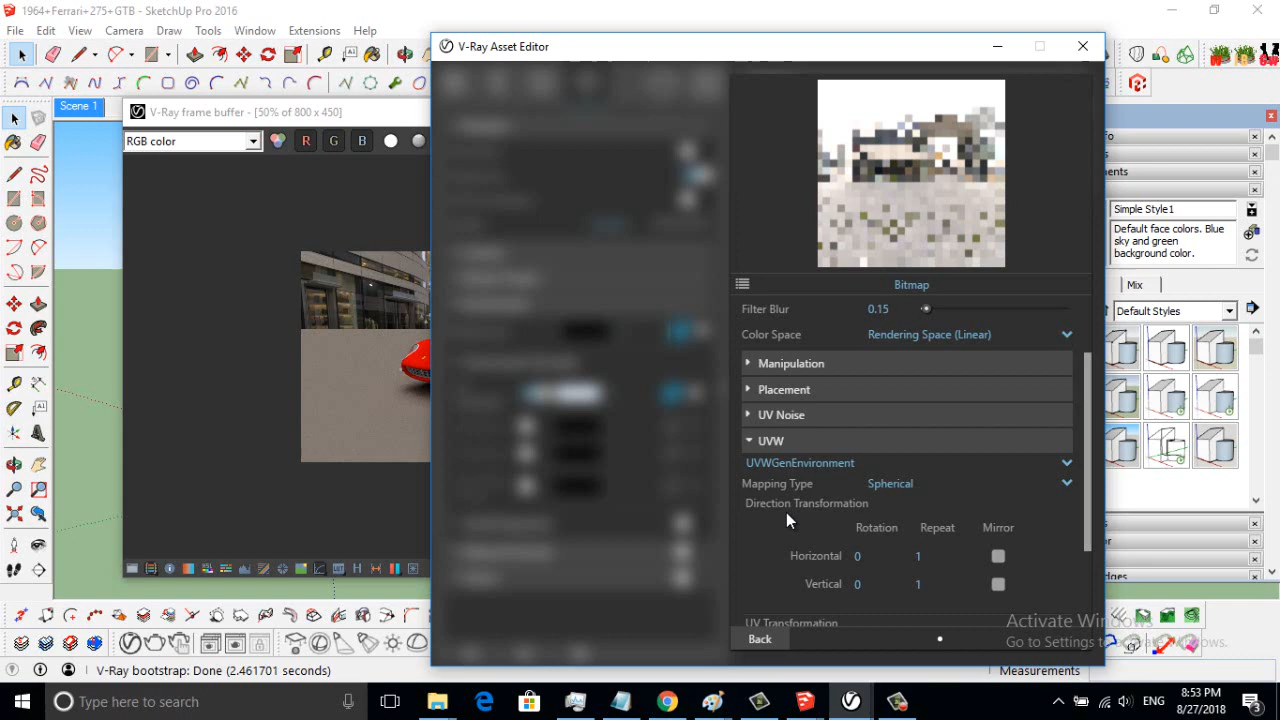 1964+Ferrari+275+GTB - SketchUp Pro 2016
File Edit View Camera Draw Tools Window Extensions
V-Ray Asset Editor
Scene 1
V-Ray frame buffer - [50% of 800 x 450]
RGB color
R G B
Bitmap
Filter Blur 0.15
Color Space Rendering Space (Linear)
Manipulation
Placement
UV Noise
UVW
UVWGenEnvironment
Mapping Type Spherical
Direction Transformation
Rotation Repeat Mirror
Horizontal 0 1
Vertical 0 1
UV Transformation
Back
Simple Style1
Default face colors. Blue
sky and green
background color.
Mix
Default Styles
Activate Windows
Go to Settings to activate Windows.
V-Ray bootstrap: Done (2.461701 seconds)
Measurements
Type here to search
ENG
8:53 PM
8/27/2018
3